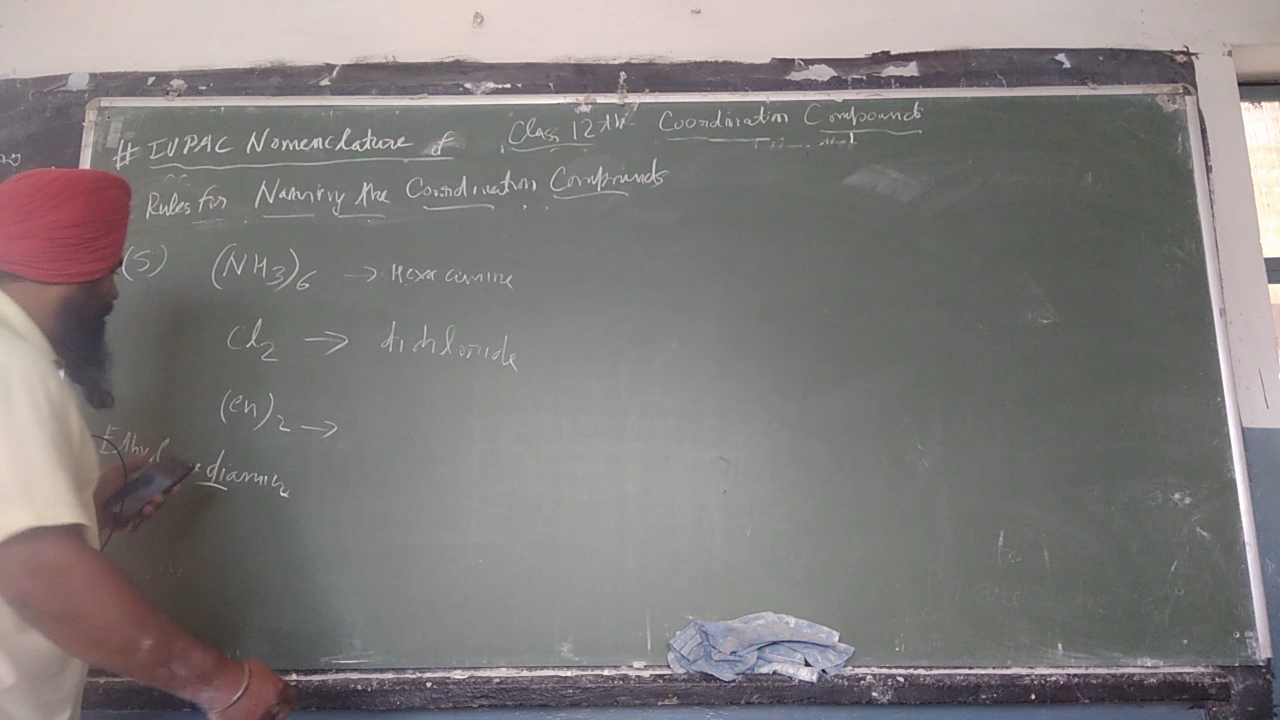 # IUPAC Nomenclature of Class 12th Coordination Compounds
Rules for Naming the Coordination Compounds
(5) (NH3)6 → Hexa ammine
Cl2 → dichloride
(en)2 →
diamin